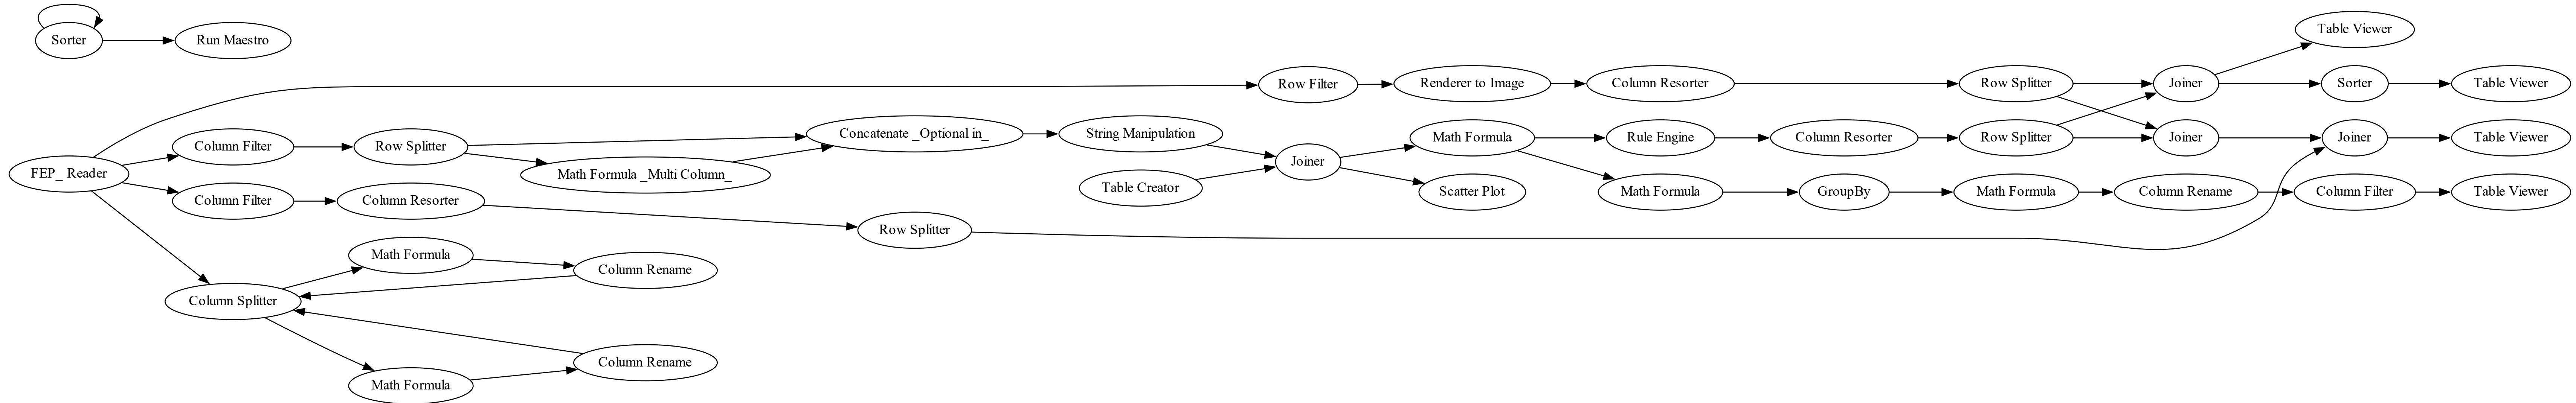 Table Viewer
Sorter
Run Maestro
Row Filter
Renderer to Image
Column Resorter
Row Splitter
Joiner
Sorter
Table Viewer
Column Filter
Row Splitter
Concatenate _Optional in_
String Manipulation
Math Formula
Rule Engine
Column Resorter
Row Splitter
Joiner
Joiner
Table Viewer
FEP_ Reader
Math Formula _Multi Column_
Joiner
Table Creator
Scatter Plot
Math Formula
GroupBy
Math Formula
Column Rename
Column Filter
Table Viewer
Column Filter
Column Resorter
Row Splitter
Math Formula
Column Rename
Column Splitter
Column Rename
Math Formula